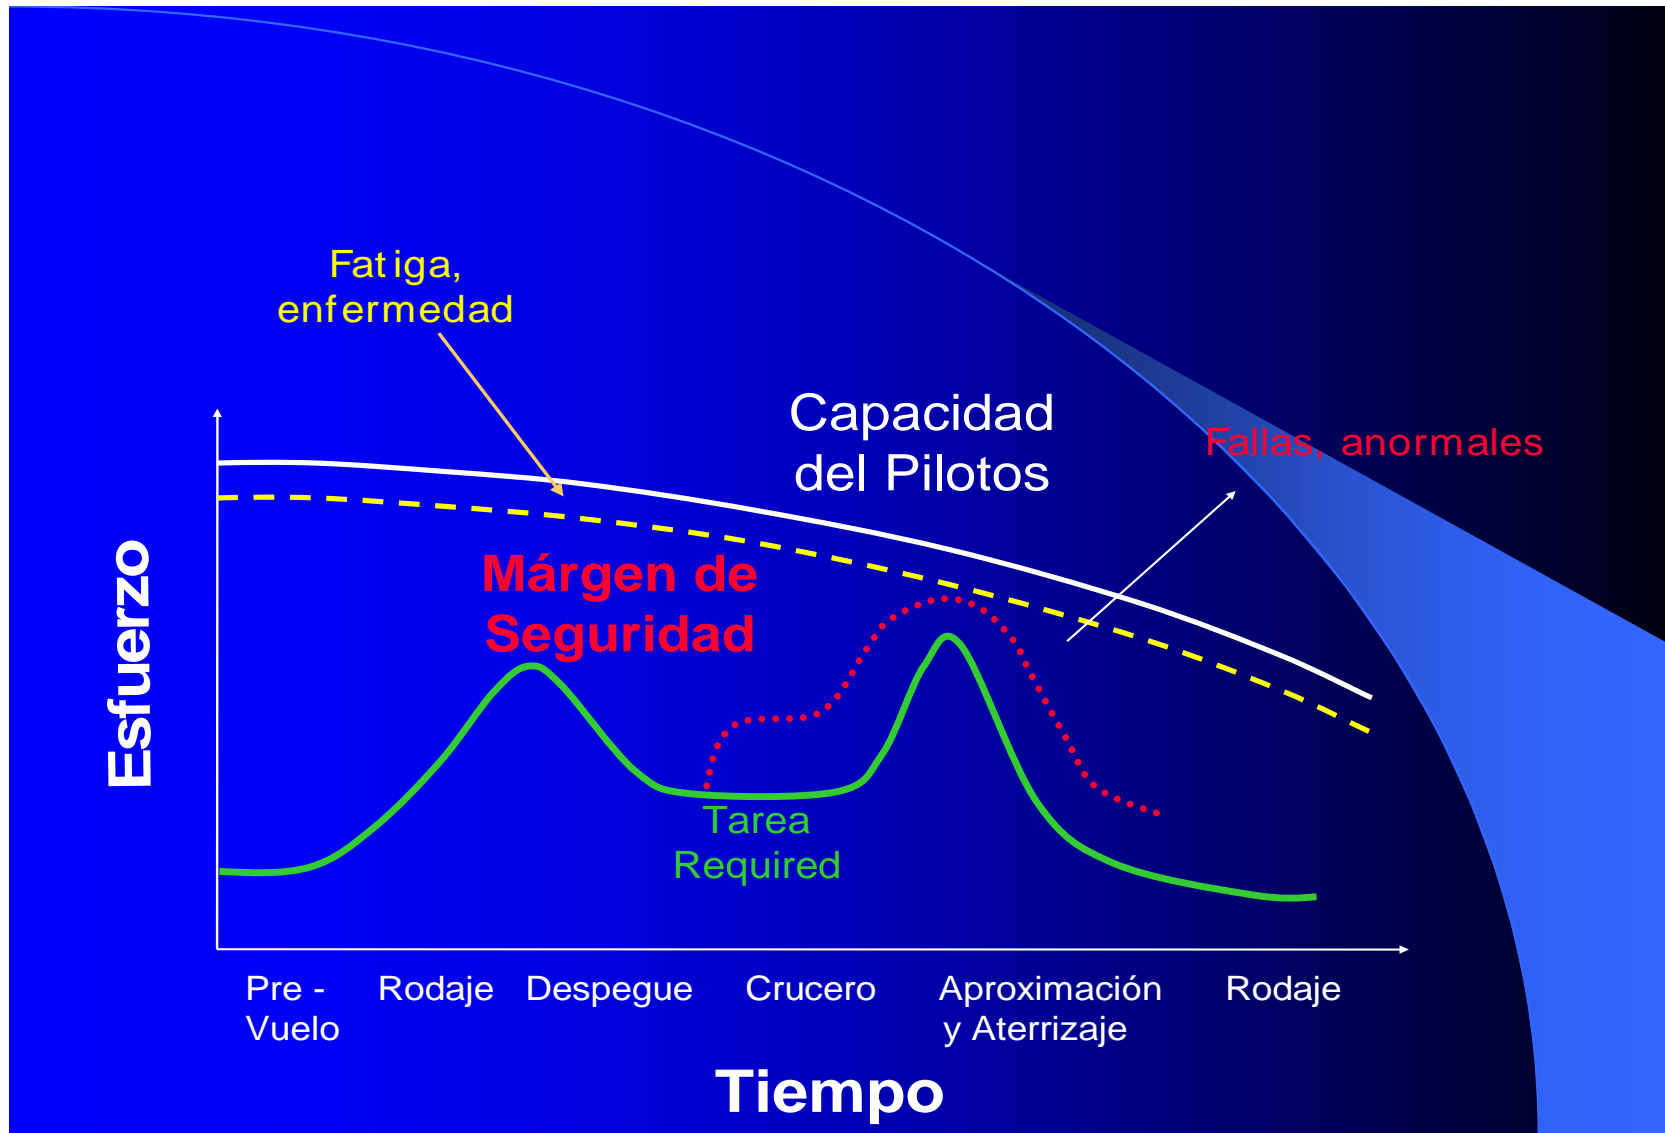 Fatiga,
enfermedad
Capacidad
del Pilotos
Fallas, anormales
Márgen de
Seguridad
Esfuerzo
Tarea
Required
Pre -
Vuelo
Rodaje
Despegue
Crucero
Aproximación
y Aterrizaje
Rodaje
Tiempo